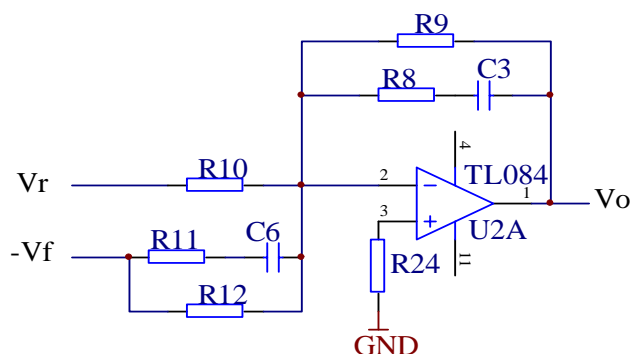 R9
R8 C3
Vr R10 2 4 TL084
1 Vo
3
-Vf R11 C6 U2A
R12 R24 11
GND